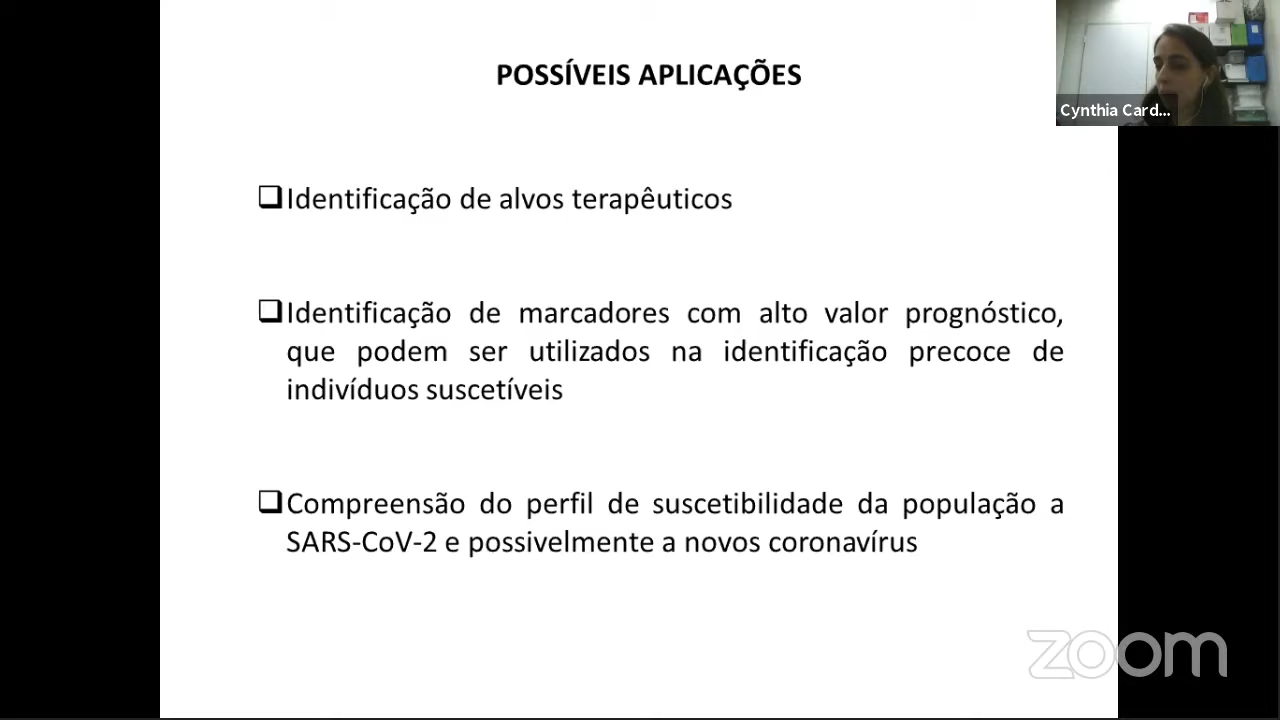 POSSÍVEIS APLICAÇÕES
Cynthia Card...
Identificação de alvos terapêuticos
Identificação de marcadores com alto valor prognóstico,
que podem ser utilizados na identificação precoce de
indivíduos suscetíveis
Compreensão do perfil de suscetibilidade da população a
SARS-CoV-2 e possivelmente a novos coronavírus
zoom